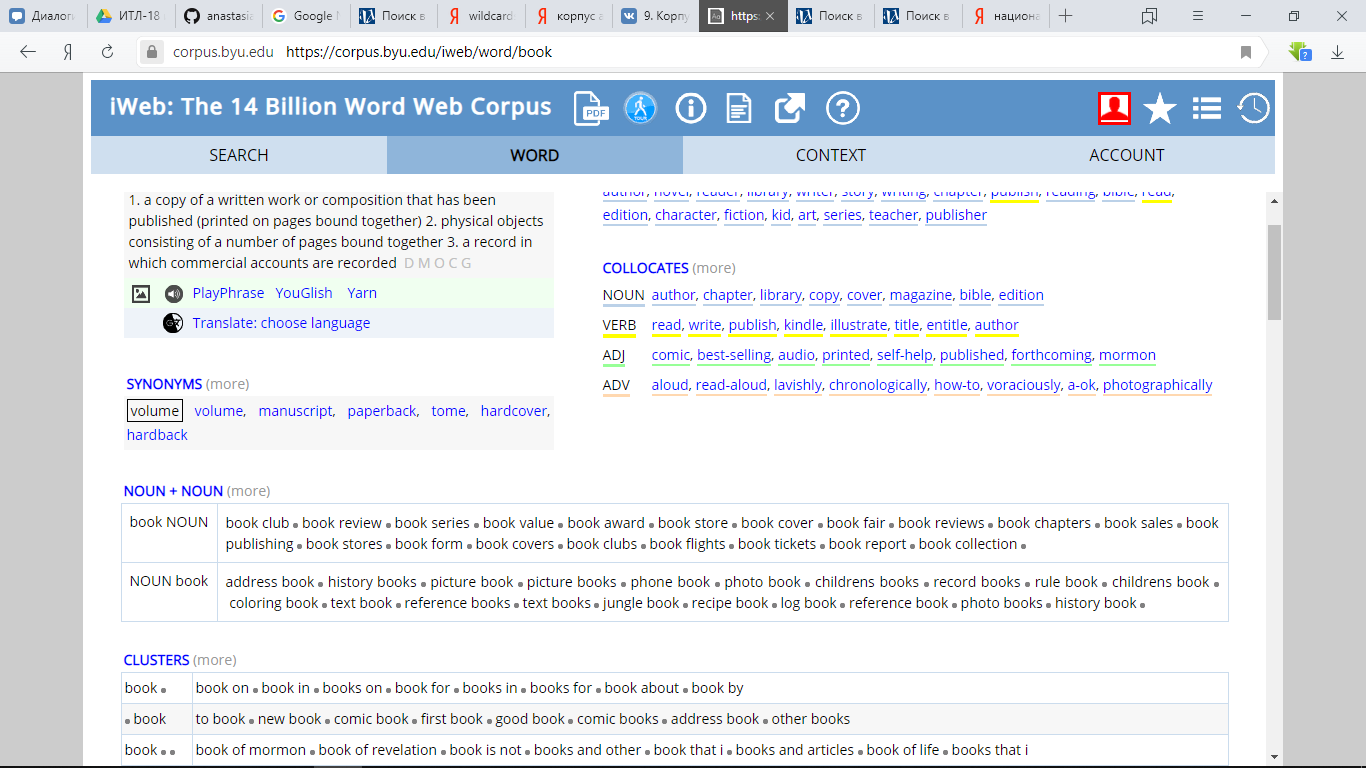 Диалог
ИТЛ-18
anastasia
Google
Поиск в
wildcard
корпус а
9. Корпу
https:
Поиск в
Поиск в
национа
corpus.byu.edu https://corpus.byu.edu/iweb/word/book
iWeb: The 14 Billion Word Web Corpus
PDF
TOUR
SEARCH WORD CONTEXT ACCOUNT
1. a copy of a written work or composition that has been
published (printed on pages bound together) 2. physical objects
consisting of a number of pages bound together 3. a record in
which commercial accounts are recorded D M O C G
PlayPhrase YouGlish Yarn
Translate: choose language
SYNONYMS (more)
volume volume, manuscript, paperback, tome, hardcover,
hardback
author, novel, reader, library, writer, story, writing, chapter, publish, reading, bible, read,
edition, character, fiction, kid, art, series, teacher, publisher
COLLOCATES (more)
NOUN author, chapter, library, copy, cover, magazine, bible, edition
VERB read, write, publish, kindle, illustrate, title, entitle, author
ADJ comic, best-selling, audio, printed, self-help, published, forthcoming, mormon
ADV aloud, read-aloud, lavishly, chronologically, how-to, voraciously, a-ok, photographically
NOUN + NOUN (more)
book NOUN book club • book review • book series • book value • book award • book store • book cover • book fair • book reviews • book chapters • book sales • book
publishing • book stores • book form • book covers • book clubs • book flights • book tickets • book report • book collection •
NOUN book address book • history books • picture book • picture books • phone book • photo book • childrens books • record books • rule book • childrens book •
coloring book • text book • reference books • text books • jungle book • recipe book • log book • reference book • photo books • history book •
CLUSTERS (more)
book • book on • book in • books on • book for • books in • books for • book about • book by
• book to book • new book • comic book • first book • good book • comic books • address book • other books
book • • book of mormon • book of revelation • book is not • books and other • book that i • books and articles • book of life • books that i